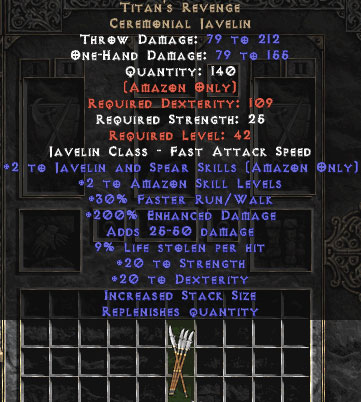 Titan's Revenge
Ceremonial Javelin
Throw Damage: 79 to 212
One-Hand Damage: 79 to 155
Quantity: 140
(Amazon Only)
Required Dexterity: 109
Required Strength: 25
Required Level: 42
Javelin Class - Fast Attack Speed
+2 to Javelin and Spear Skills (Amazon Only)
+2 to Amazon Skill Levels
+30% Faster Run/Walk
+200% Enhanced Damage
Adds 25-50 damage
9% Life stolen per hit
+20 to Strength
+20 to Dexterity
Increased Stack Size
Replenishes quantity